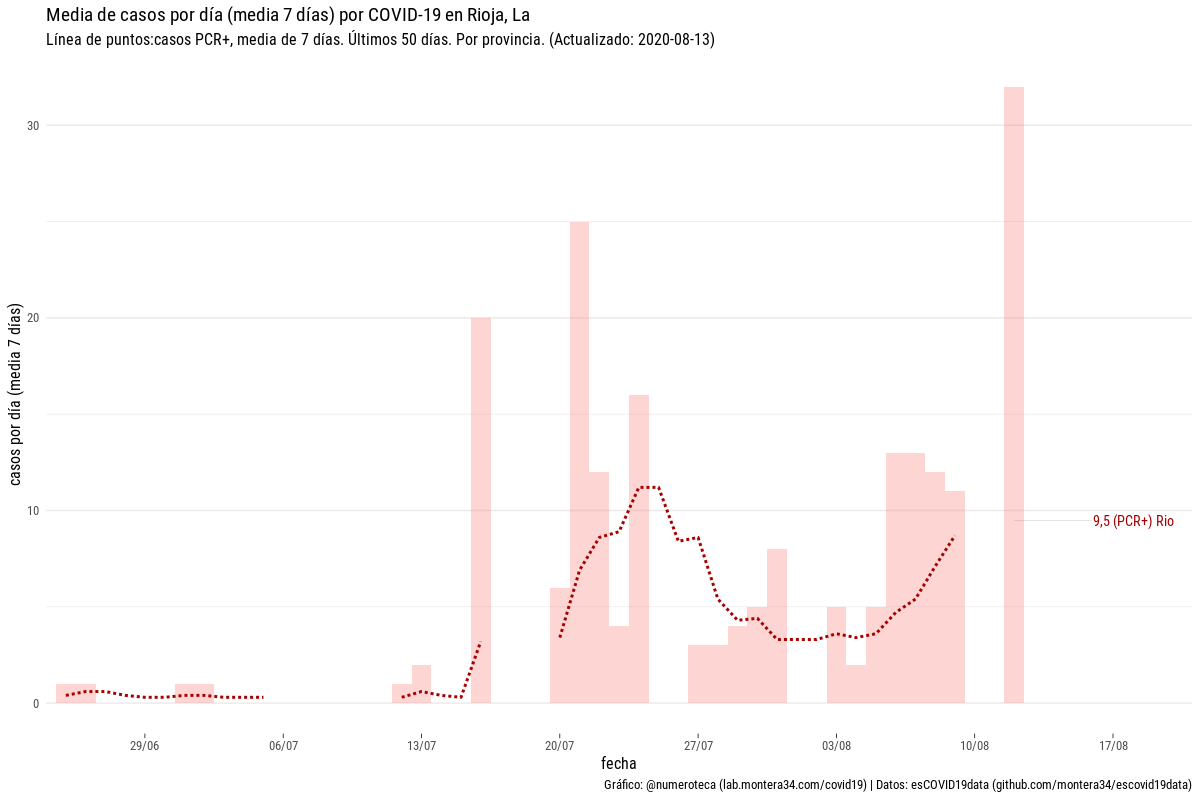 Media de casos por día (media 7 días) por COVID-19 en Rioja, La
Línea de puntos:casos PCR+, media de 7 días. Últimos 50 días. Por provincia. (Actualizado: 2020-08-13)
casos por día (media 7 días)
30
20
10
0
9,5 (PCR+) Rio
29/06 06/07 13/07 20/07 27/07 03/08 10/08 17/08
fecha
Gráfico: @numeroteca (lab.montera34.com/covid19) | Datos: esCOVID19data (github.com/montera34/escovid19data)